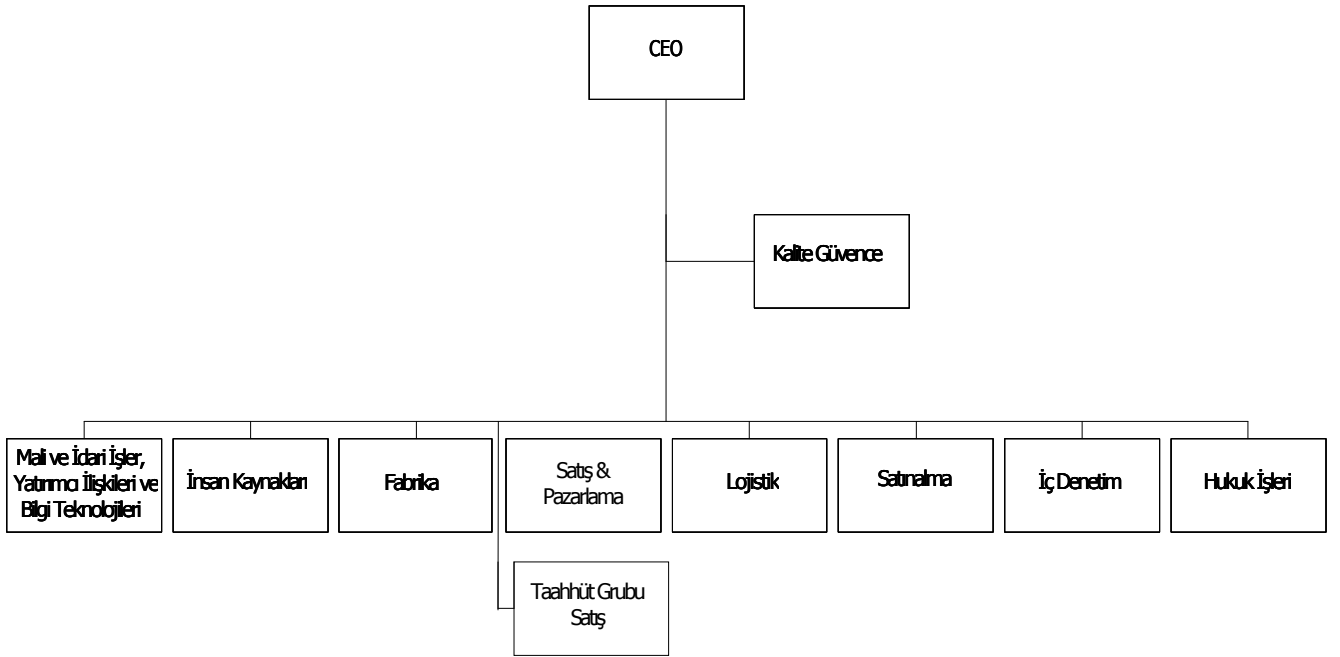 CEO
Kalite Güvence
Mali ve İdari İşler,
Yatırımcı İlişkileri ve
Bilgi Teknolojileri
İnsan Kaynakları
Fabrika
Satış &
Pazarlama
Lojistik
Satınalma
İç Denetim
Hukuk İşleri
Taahhüt Grubu
Satış